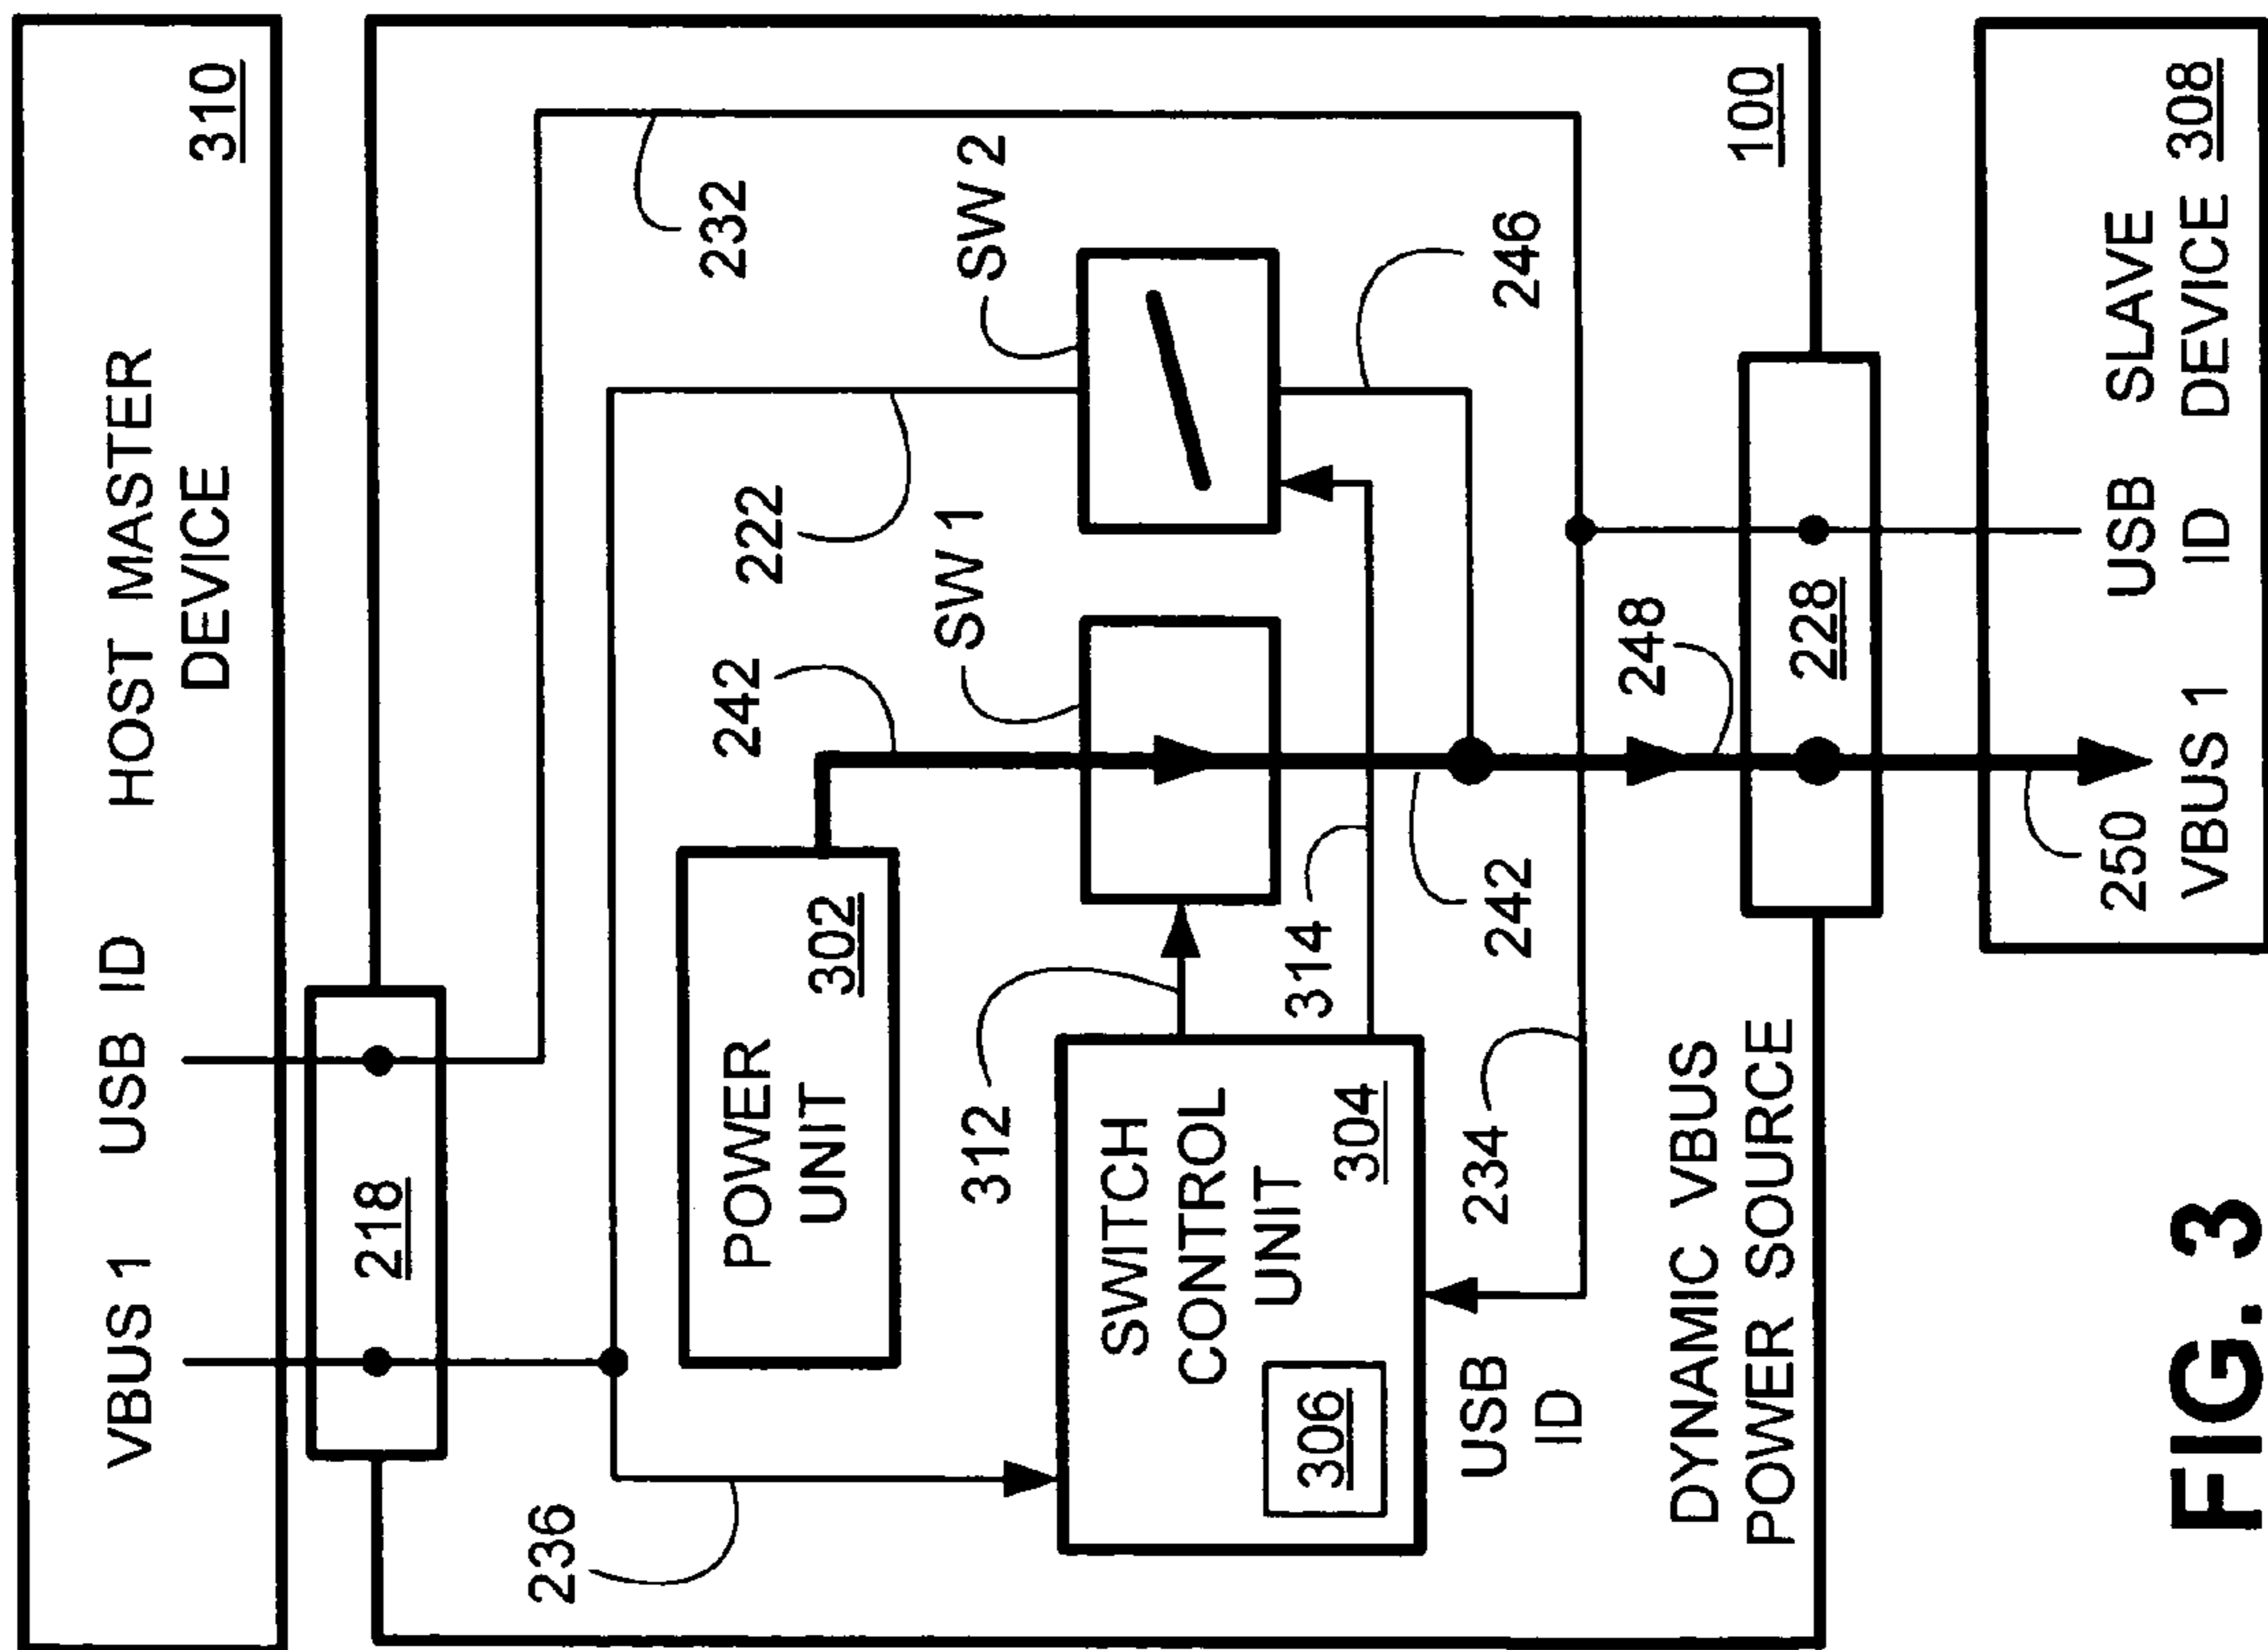 HOST MASTER
DEVICE
310
VBUS 1
USB ID
218
232
236
222
242
SW 1
SW 2
POWER
UNIT
302
312
314
SWITCH
CONTROL
UNIT
304
306
USB
ID
234
242
246
248
DYNAMIC VBUS
POWER SOURCE
100
228
250
VBUS 1
USB
ID
SLAVE
DEVICE
308
FIG. 3